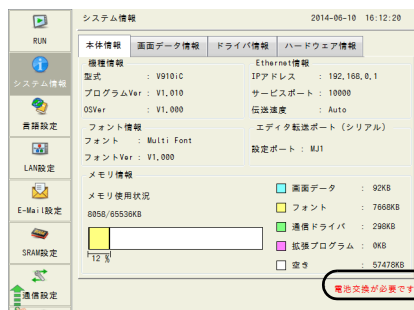 システム情報 2014-06-10 16:12:20
RUN
システム情報
言語設定
LAN設定
E-Mail設定
SRAM設定
通信設定
本体情報 画面データ情報 ドライバ情報 ハードウェア情報
機種情報
型式 : V910iC
プログラムVer : V1.010
OSVer : V1.000
Ethernet情報
IPアドレス : 192,168,0,1
サービスポート : 10000
伝送速度 : Auto
フォント情報
フォント : Multi Font
フォントVer : V1,000
エディタ転送ポート (シリアル)
設定ポート : MJ1
メモリ情報
メモリ使用状況
8058/65536KB
12 %
画面データ : 92KB
フォント : 7668KB
通信ドライバ : 298KB
拡張プログラム : 0KB
空き : 57478KB
電池交換が必要です